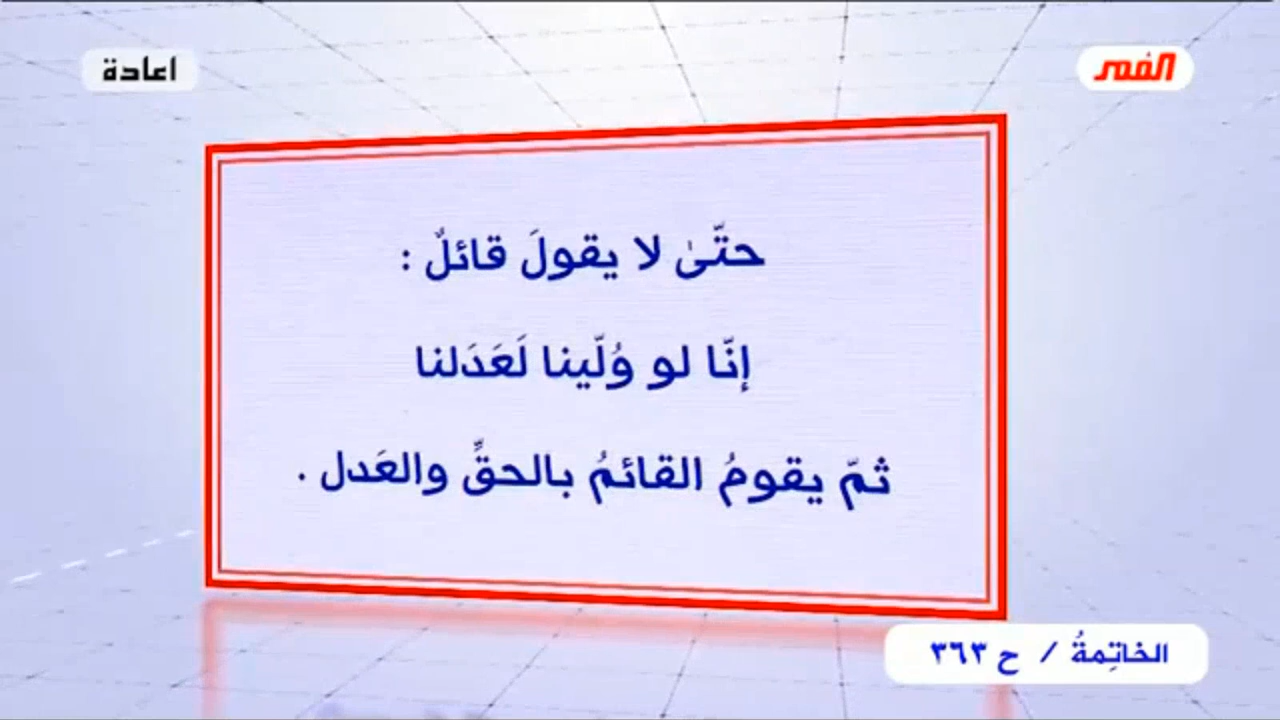 القمر
اعادة
حتّىٰ لا يقولَ قائلٌ :
إنّا لو وُلّينا لَعَدَلنا
ثمّ يقومُ القائمُ بالحقِّ والعَدل .
الخاتِمةُ / ح ٣٦٣